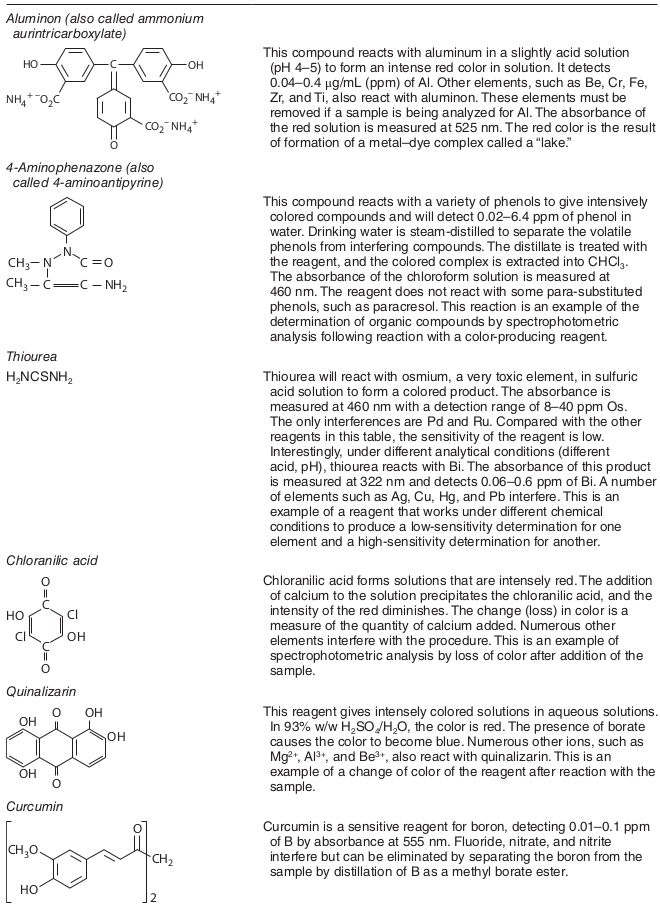 Aluminon (also called ammonium
aurintricarboxylate)
HO
C
OH
NH₄⁺⁻O₂C
CO₂⁻NH₄⁺
CO₂⁻NH₄⁺
O
This compound reacts with aluminum in a slightly acid solution
(pH 4–5) to form an intense red color in solution. It detects
0.04–0.4 μg/mL (ppm) of Al. Other elements, such as Be, Cr, Fe,
Zr, and Ti, also react with aluminon. These elements must be
removed if a sample is being analyzed for Al. The absorbance of
the red solution is measured at 525 nm. The red color is the result
of formation of a metal–dye complex called a “lake.”
4-Aminophenazone (also
called 4-aminoantipyrine)
N
CH₃–N C=O
CH₃–C=C–NH₂
This compound reacts with a variety of phenols to give intensively
colored compounds and will detect 0.02–6.4 ppm of phenol in
water. Drinking water is steam-distilled to separate the volatile
phenols from interfering compounds. The distillate is treated with
the reagent, and the colored complex is extracted into CHCl₃.
The absorbance of the chloroform solution is measured at
460 nm. The reagent does not react with some para-substituted
phenols, such as paracresol. This reaction is an example of the
determination of organic compounds by spectrophotometric
analysis following reaction with a color-producing reagent.
Thiourea
H₂NCSNH₂
Thiourea will react with osmium, a very toxic element, in sulfuric
acid solution to form a colored product. The absorbance is
measured at 460 nm with a detection range of 8–40 ppm Os.
The only interferences are Pd and Ru. Compared with the other
reagents in this table, the sensitivity of the reagent is low.
Interestingly, under different analytical conditions (different
acid, pH), thiourea reacts with Bi. The absorbance of this product
is measured at 322 nm and detects 0.06–0.6 ppm of Bi. A number
of elements such as Ag, Cu, Hg, and Pb interfere. This is an
example of a reagent that works under different chemical
conditions to produce a low-sensitivity determination for one
element and a high-sensitivity determination for another.
Chloranilic acid
O
C
HO Cl
Cl OH
C
O
Chloranilic acid forms solutions that are intensely red. The addition
of calcium to the solution precipitates the chloranilic acid, and the
intensity of the red diminishes. The change (loss) in color is a
measure of the quantity of calcium added. Numerous other
elements interfere with the procedure. This is an example of
spectrophotometric analysis by loss of color after addition of the
sample.
Quinalizarin
OH O OH
OH
OH O
This reagent gives intensely colored solutions in aqueous solutions.
In 93% w/w H₂SO₄/H₂O, the color is red. The presence of borate
causes the color to become blue. Numerous other ions, such as
Mg²⁺, Al³⁺, and Be³⁺, also react with quinalizarin. This is an
example of a change of color of the reagent after reaction with the
sample.
Curcumin
O
CH₃O
CH₂
HO
2
Curcumin is a sensitive reagent for boron, detecting 0.01–0.1 ppm
of B by absorbance at 555 nm. Fluoride, nitrate, and nitrite
interfere but can be eliminated by separating the boron from the
sample by distillation of B as a methyl borate ester.